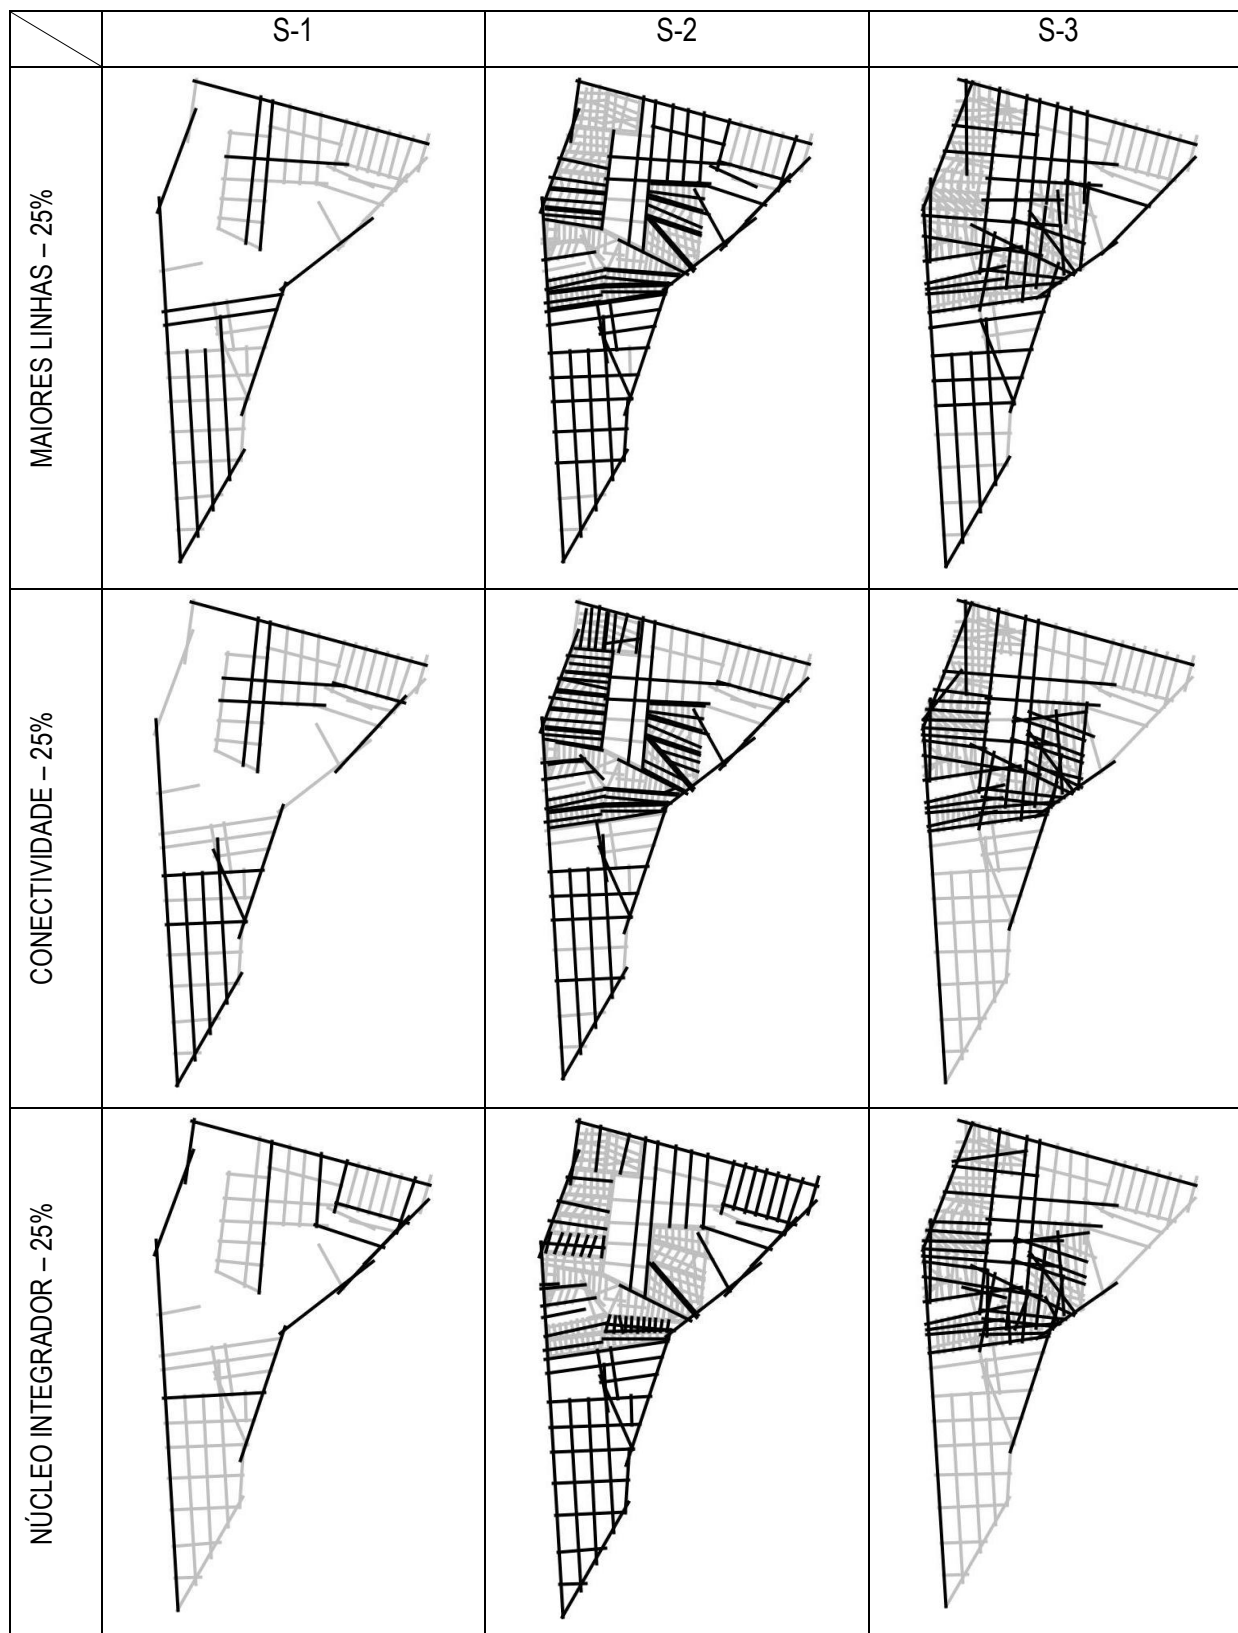 S-1
S-2
S-3
MAIORES LINHAS – 25%
CONECTIVIDADE – 25%
NÚCLEO INTEGRADOR – 25%